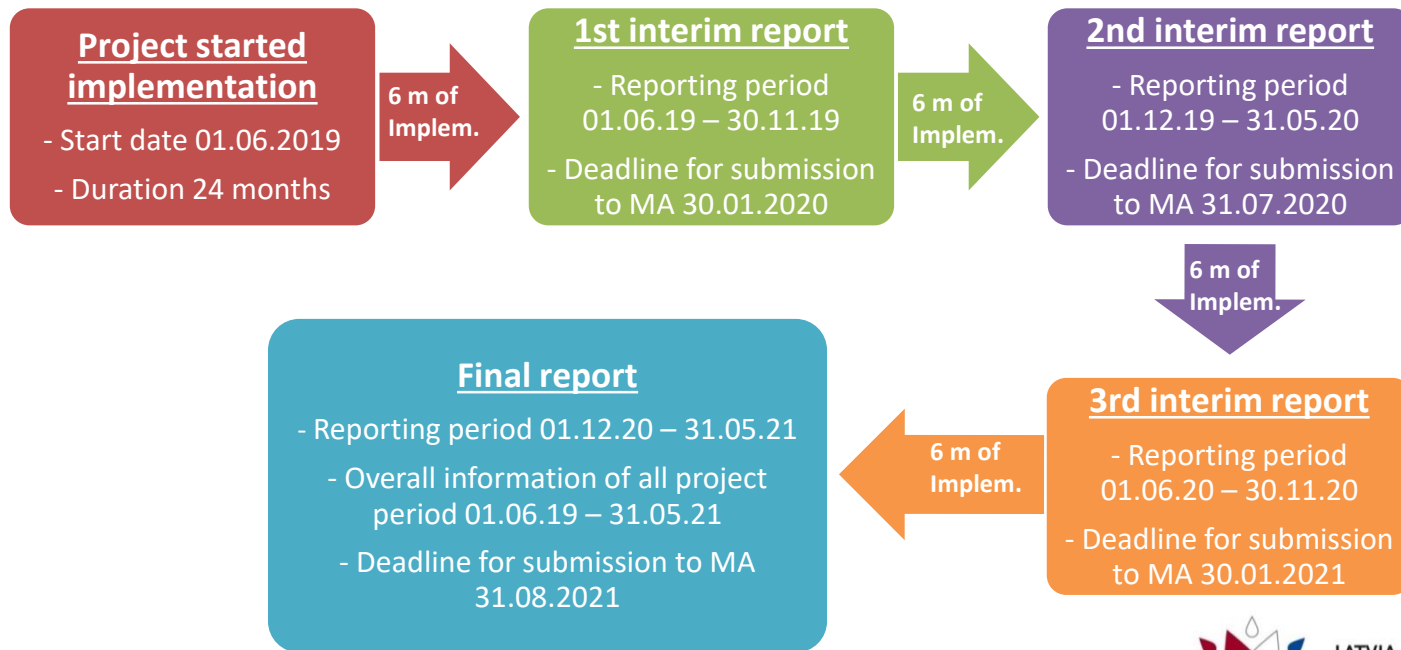 Project started
implementation
- Start date 01.06.2019
- Duration 24 months
6 m of
Implem.
1st interim report
- Reporting period
01.06.19 – 30.11.19
- Deadline for submission
to MA 30.01.2020
6 m of
Implem.
2nd interim report
- Reporting period
01.12.19 – 31.05.20
- Deadline for submission
to MA 31.07.2020
6 m of
Implem.
3rd interim report
- Reporting period
01.06.20 – 30.11.20
- Deadline for submission
to MA 30.01.2021
6 m of
Implem.
Final report
- Reporting period 01.12.20 – 31.05.21
- Overall information of all project
period 01.06.19 – 31.05.21
- Deadline for submission to MA
31.08.2021
LATVIA